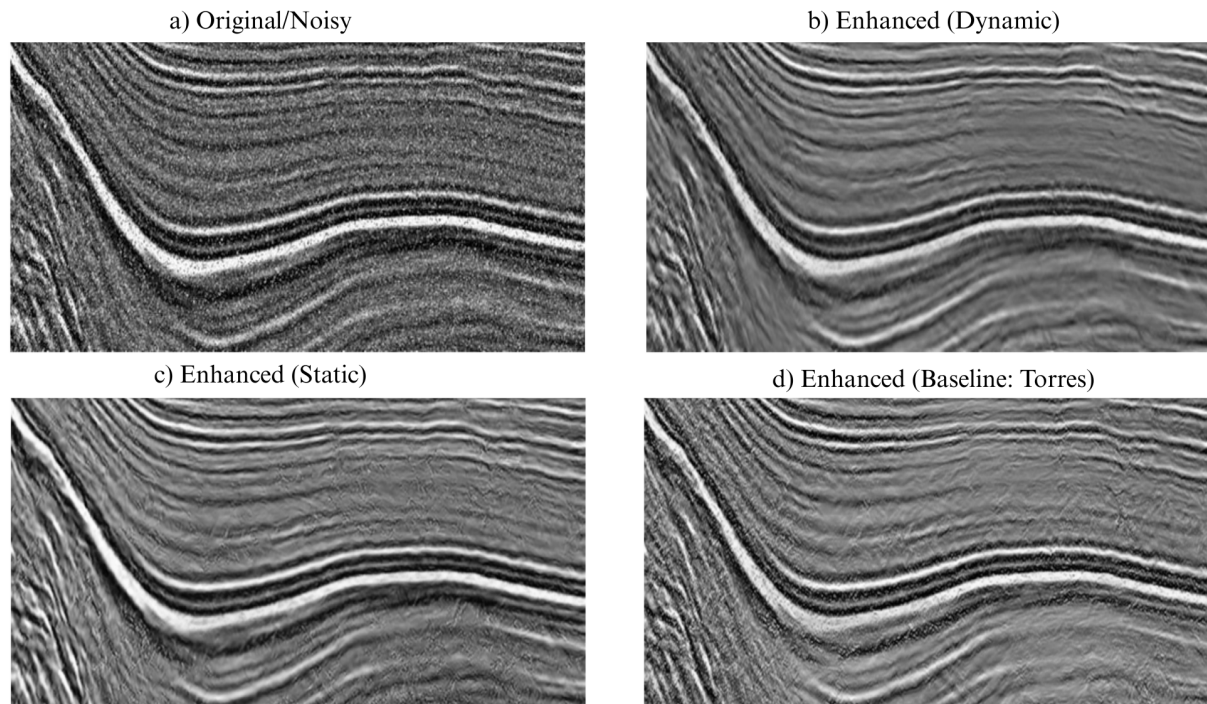 a) Original/Noisy
b) Enhanced (Dynamic)
c) Enhanced (Static)
d) Enhanced (Baseline: Torres)